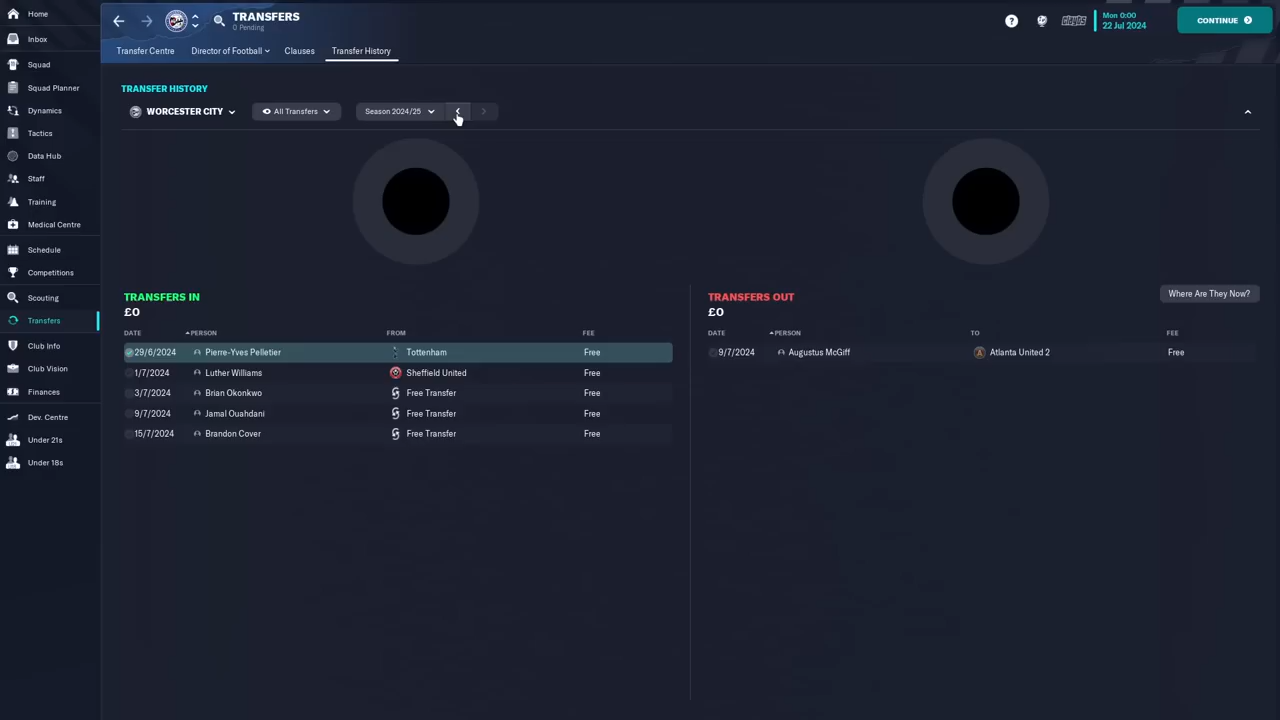 Home
Inbox
Squad
Squad Planner
Dynamics
Tactics
Data Hub
Staff
Training
Medical Centre
Schedule
Competitions
Scouting
Transfers
Club Info
Club Vision
Finances
Dev. Centre
Under 21s
Under 18s
TRANSFERS
0 Pending
Mon 0:00
22 Jul 2024
CONTINUE
Transfer Centre Director of Football Clauses Transfer History
TRANSFER HISTORY
WORCESTER CITY All Transfers Season 2024/25
TRANSFERS IN
£0
DATE PERSON FROM FEE
29/6/2024 Pierre-Yves Pelletier Tottenham Free
1/7/2024 Luther Williams Sheffield United Free
3/7/2024 Brian Okonkwo Free Transfer Free
9/7/2024 Jamal Ouahdani Free Transfer Free
15/7/2024 Brandon Cover Free Transfer Free
TRANSFERS OUT
£0
Where Are They Now?
DATE PERSON TO FEE
9/7/2024 Augustus McGiff Atlanta United 2 Free